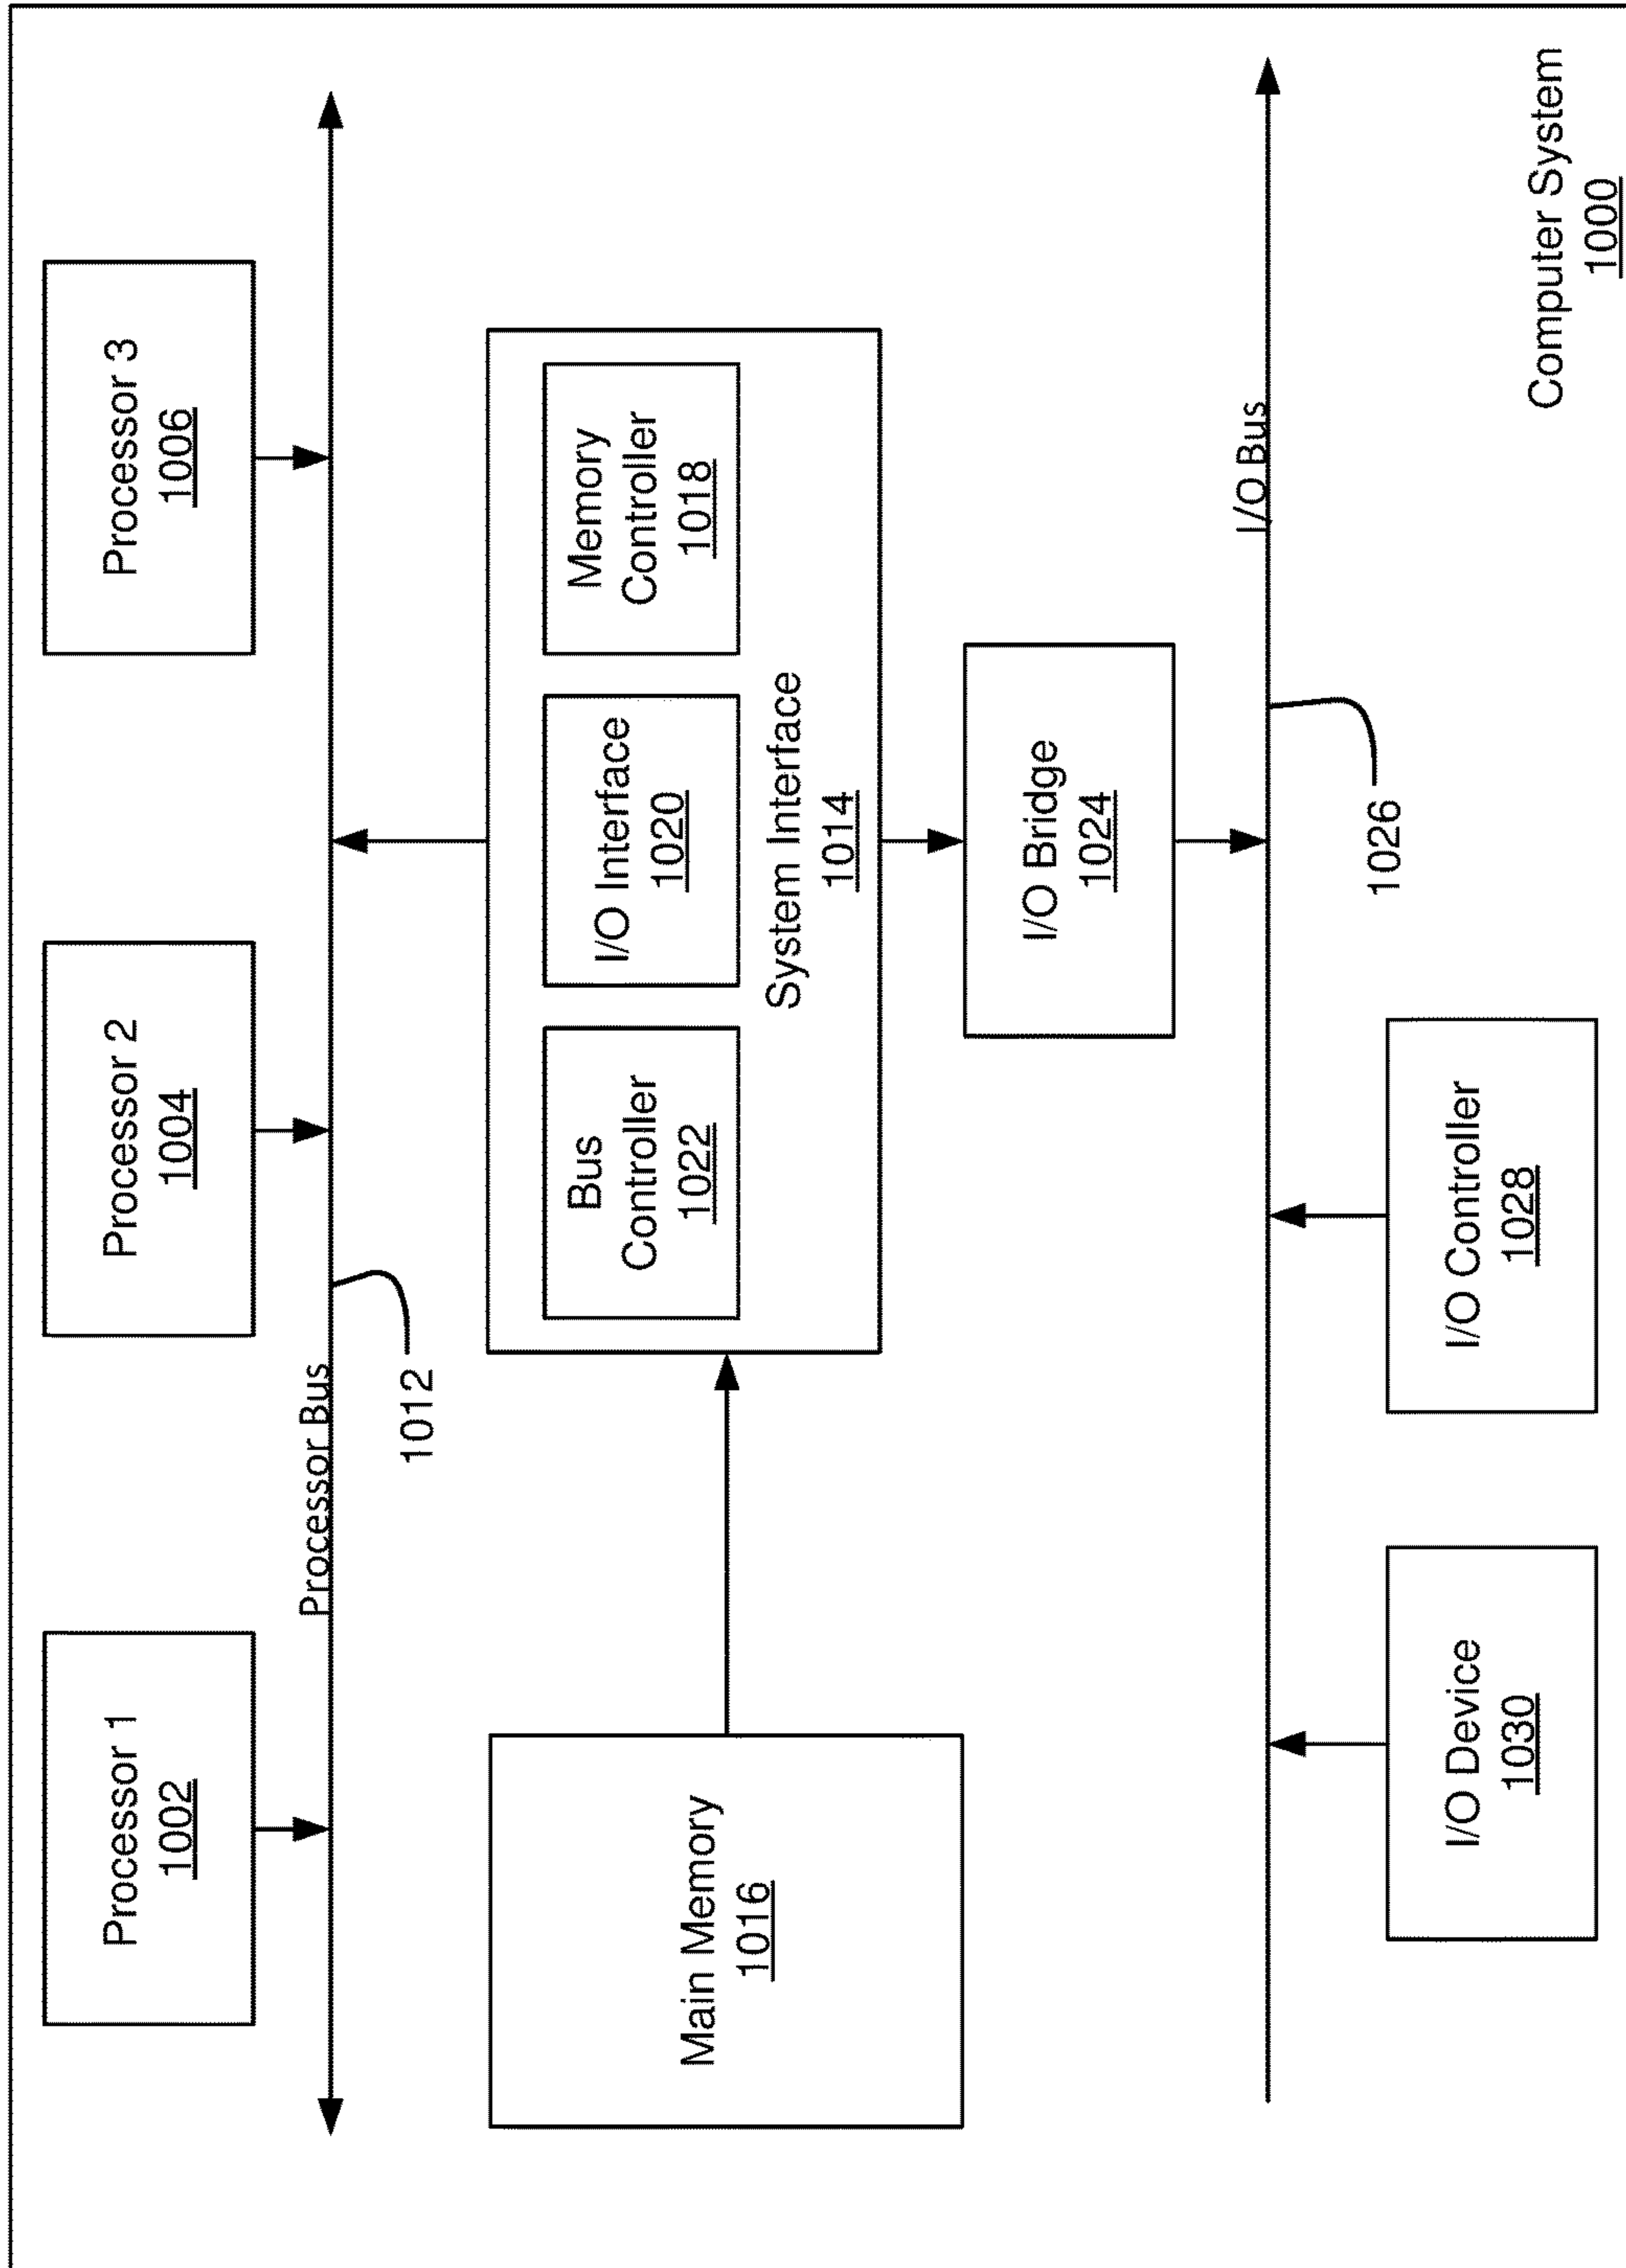 Processor 1
1002
Processor 2
1004
Processor 3
1006
Processor Bus
1012
Main Memory
1016
Bus
Controller
1022
I/O Interface
1020
Memory
Controller
1018
System Interface
1014
I/O Bridge
1024
I/O Bus
1026
I/O Device
1030
I/O Controller
1028
Computer System
1000